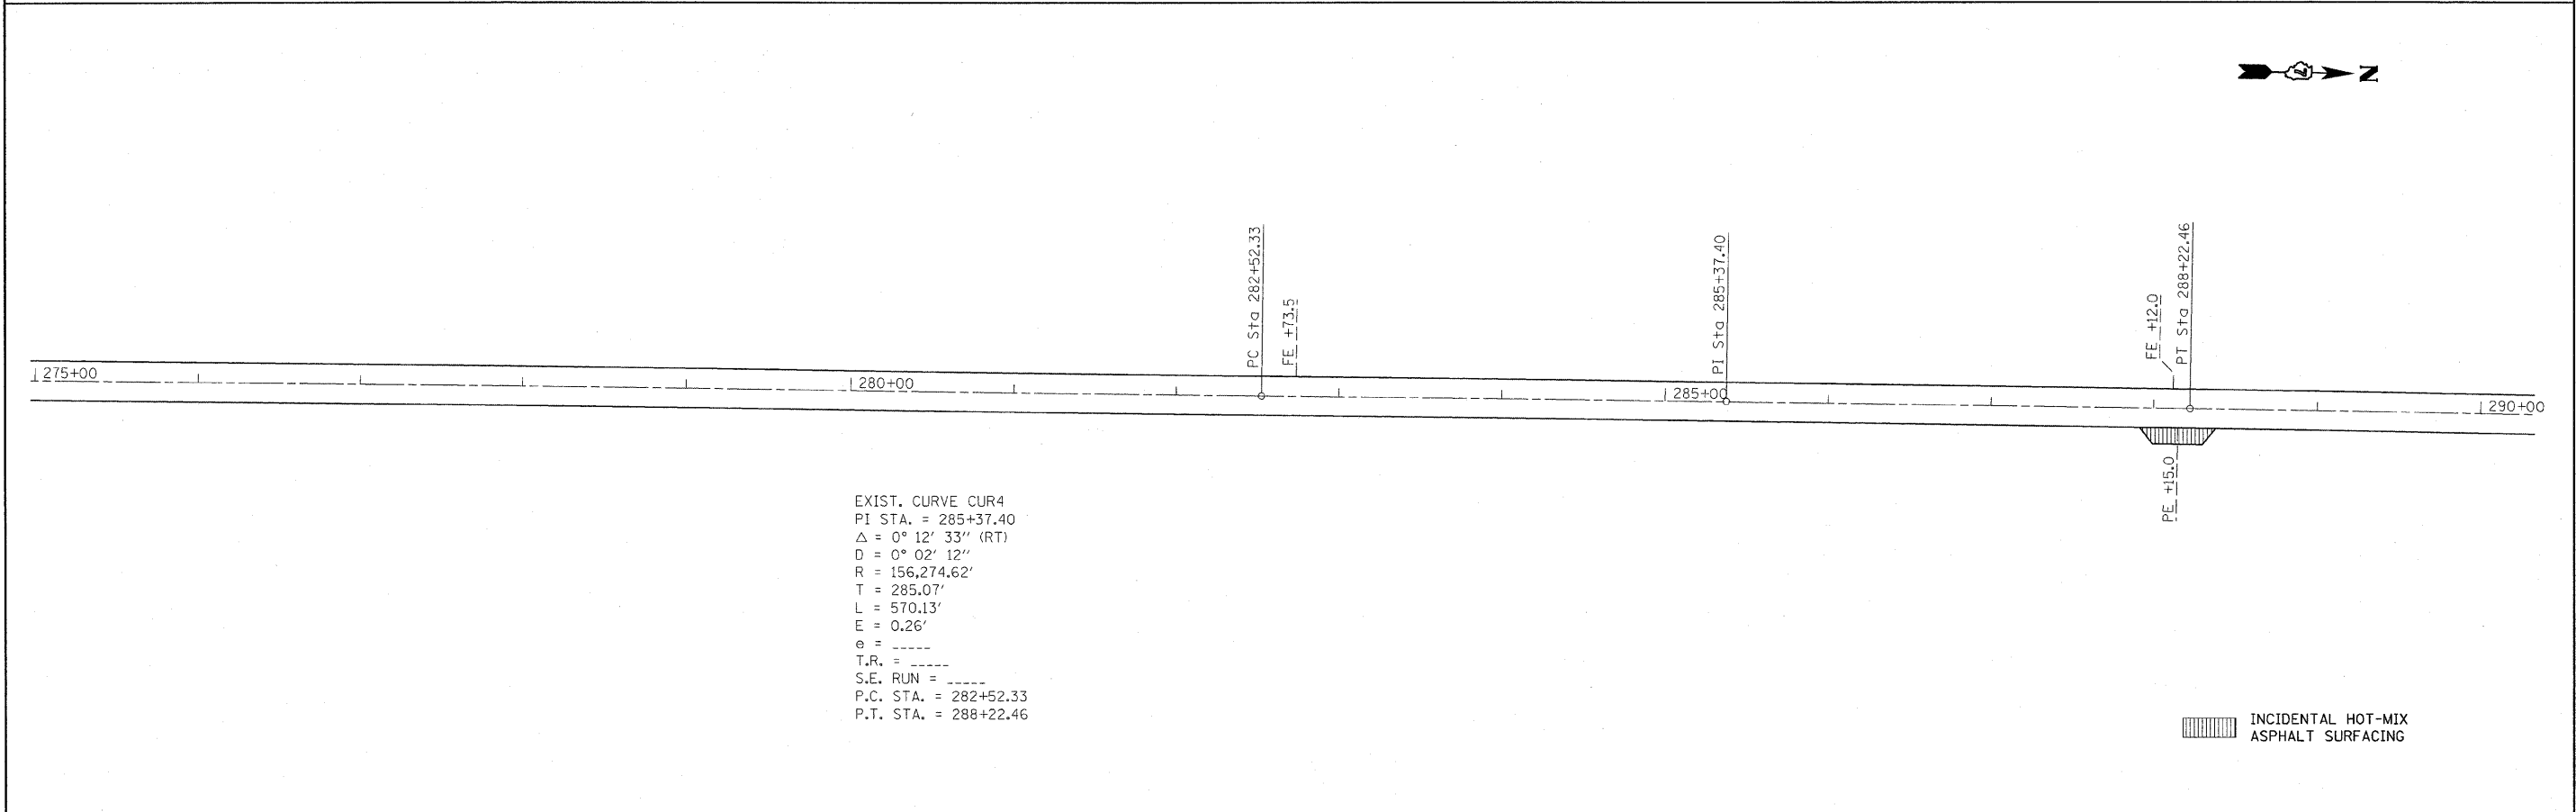 N
PC Sta 282+52.33
FE +73.5
PI Sta 285+37.40
FE +12.0
PT Sta 288+22.46
275+00
280+00
285+00
290+00
PE +15.0
EXIST. CURVE CUR4
PI STA. = 285+37.40
Δ = 0° 12' 33'' (RT)
D = 0° 02' 12''
R = 156,274.62'
T = 285.07'
L = 570.13'
E = 0.26'
e = _____
T.R. = _____
S.E. RUN = _____
P.C. STA. = 282+52.33
P.T. STA. = 288+22.46
INCIDENTAL HOT-MIX
ASPHALT SURFACING